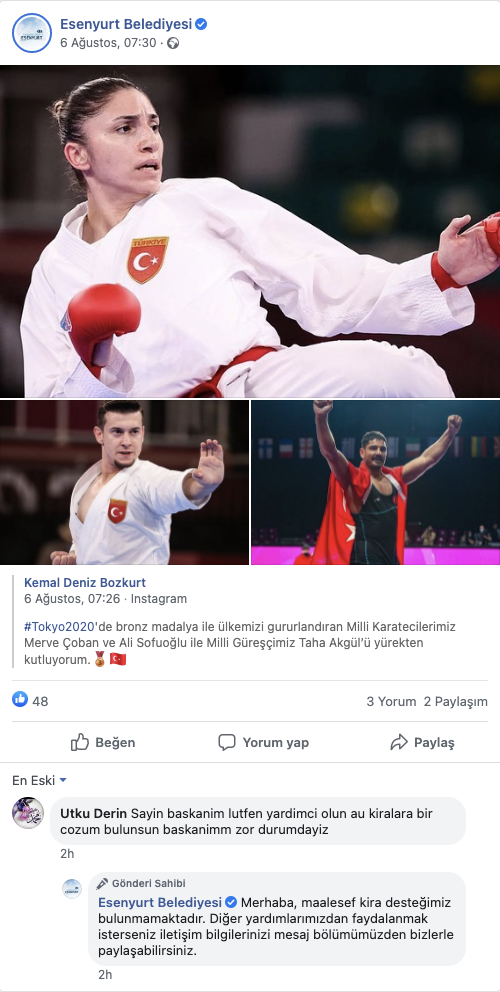 Esenyurt Belediyesi
6 Ağustos, 07:30 ·
TÜRKİYE
Kemal Deniz Bozkurt
6 Ağustos, 07:26 · Instagram
#Tokyo2020'de bronz madalya ile ülkemizi gururlandıran Milli Karatecilerimiz
Merve Çoban ve Ali Sofuoğlu ile Milli Güreşçimiz Taha Akgül'ü yürekten
kutluyorum.🏅🇹🇷
48
3 Yorum 2 Paylaşım
Beğen
Yorum yap
Paylaş
En Eski
Utku Derin Sayin baskanim lutfen yardimci olun au kiralara bir
cozum bulunsun baskanimm zor durumdayiz
2h
Gönderi Sahibi
Esenyurt Belediyesi Merhaba, maalesef kira desteğimiz
bulunmamaktadır. Diğer yardımlarımızdan faydalanmak
isterseniz iletişim bilgilerinizi mesaj bölümümüzden bizlerle
paylaşabilirsiniz.
2h